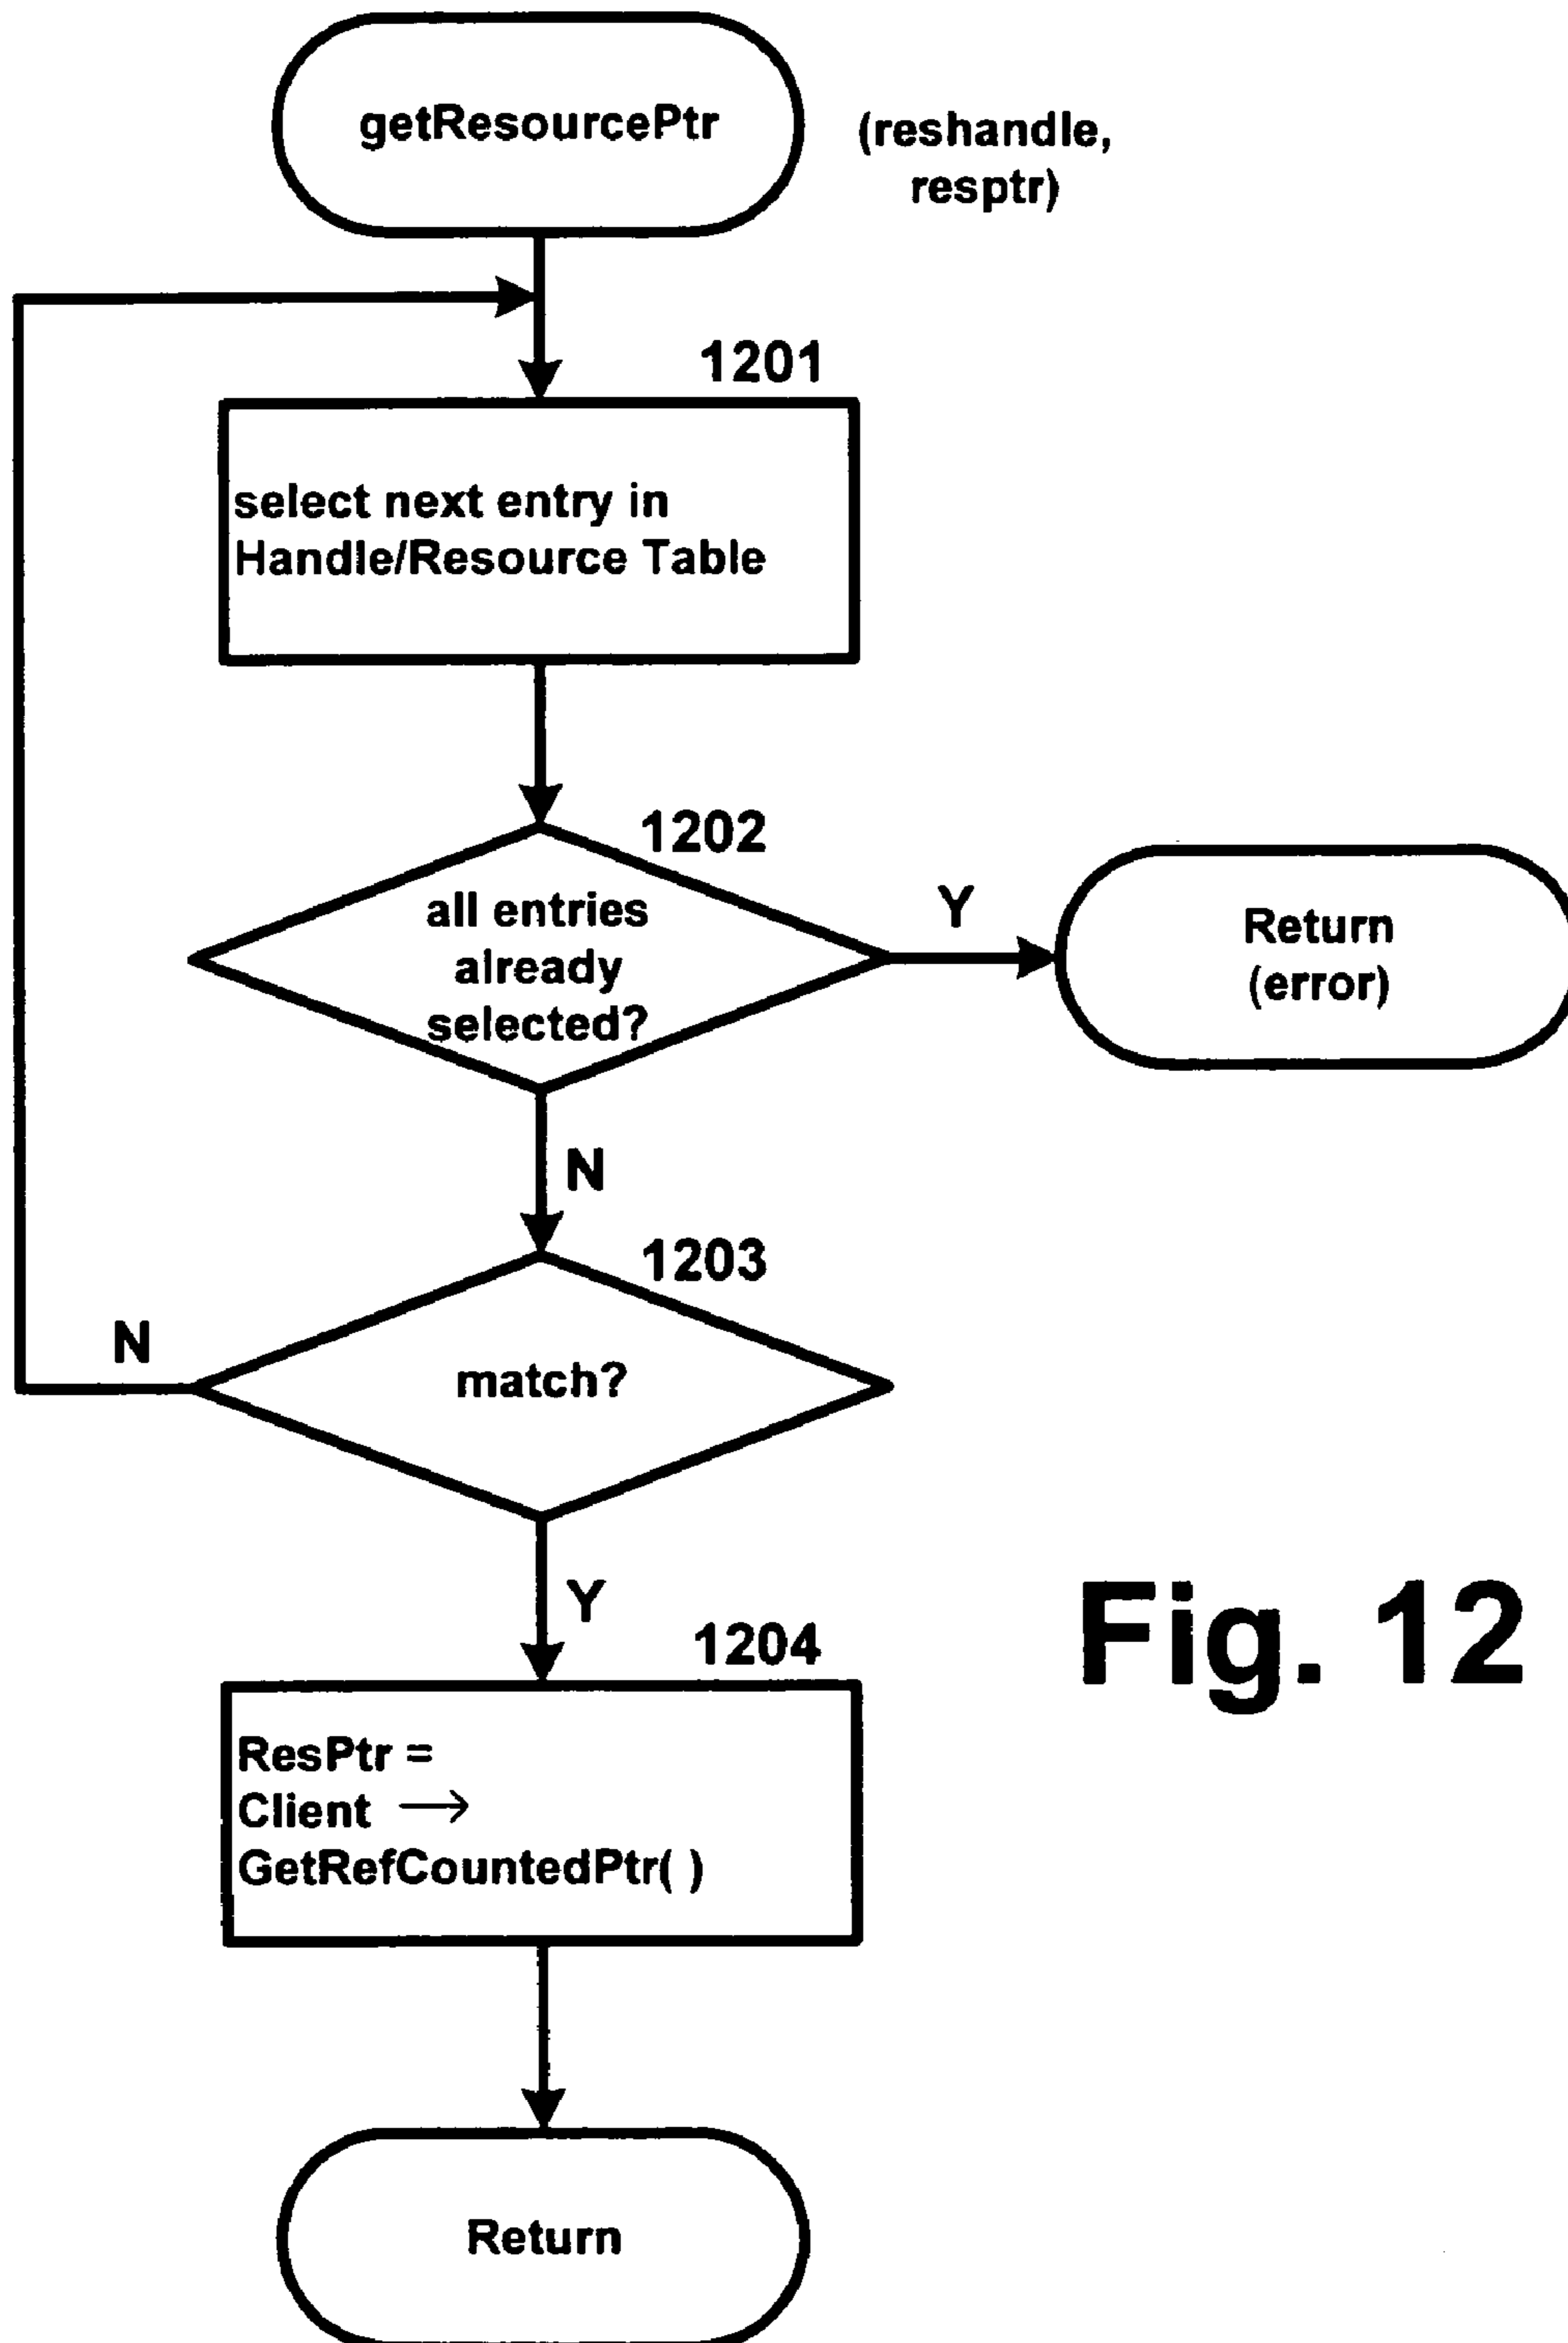 getResourcePtr
(reshandle,
resptr)
1201
select next entry in
Handle/Resource Table
1202
all entries
already
selected?
Y
Return
(error)
N
1203
match?
N
Y
1204
ResPtr =
Client →
GetRefCountedPtr( )
Return
Fig. 12